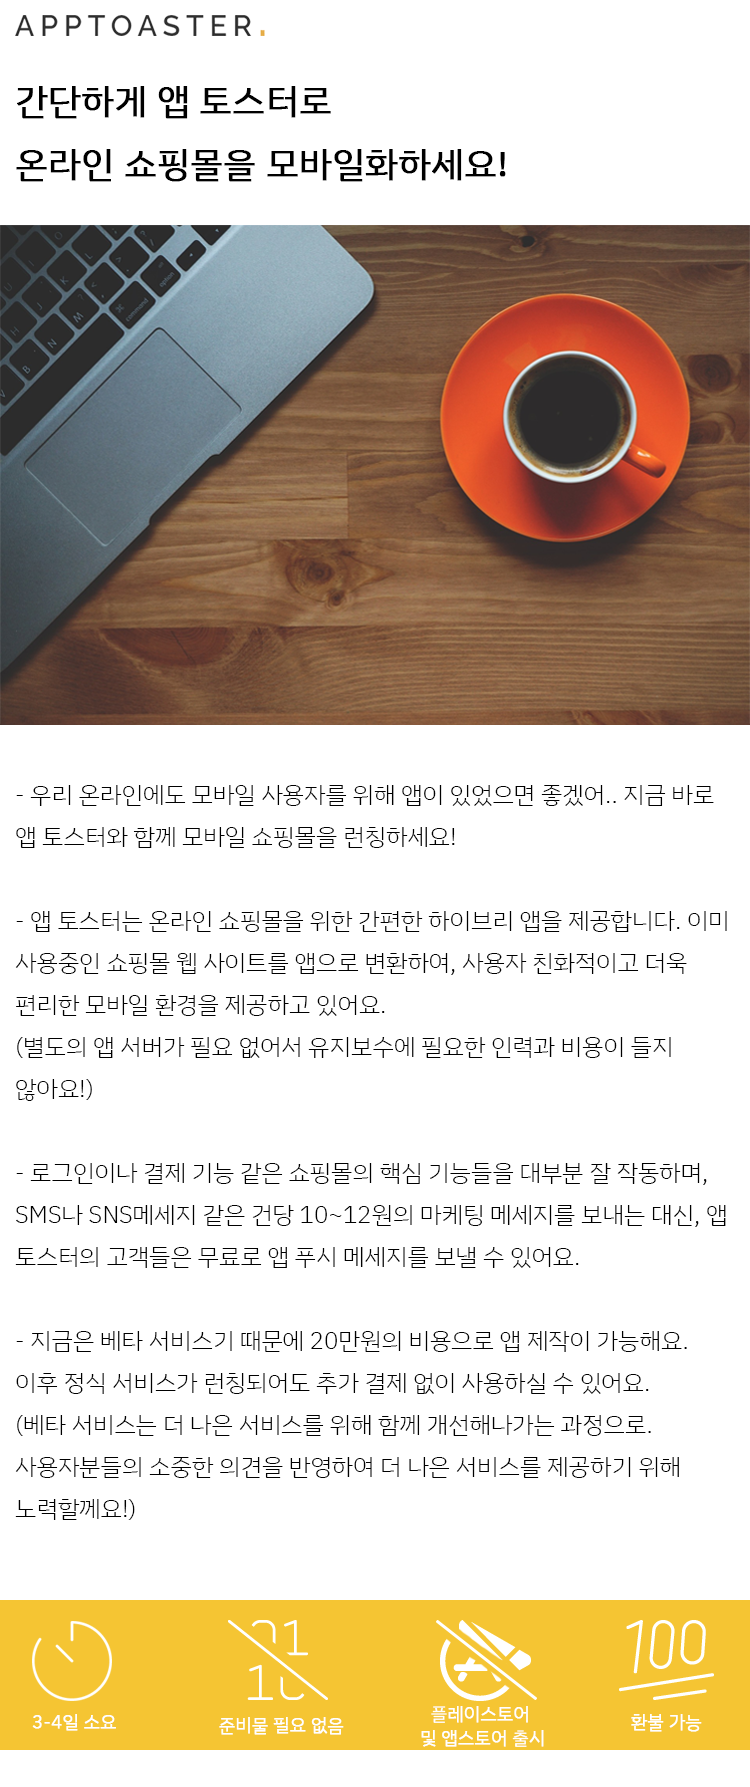 APPTOASTER.
간단하게 앱 토스터로
온라인 쇼핑몰을 모바일화하세요!
command
option
- 우리 온라인에도 모바일 사용자를 위해 앱이 있었으면 좋겠어.. 지금 바로
앱 토스터와 함께 모바일 쇼핑몰을 런칭하세요!
- 앱 토스터는 온라인 쇼핑몰을 위한 간편한 하이브리 앱을 제공합니다. 이미
사용중인 쇼핑몰 웹 사이트를 앱으로 변환하여, 사용자 친화적이고 더욱
편리한 모바일 환경을 제공하고 있어요.
(별도의 앱 서버가 필요 없어서 유지보수에 필요한 인력과 비용이 들지
않아요!)
- 로그인이나 결제 기능 같은 쇼핑몰의 핵심 기능들을 대부분 잘 작동하며,
SMS나 SNS메세지 같은 건당 10~12원의 마케팅 메세지를 보내는 대신, 앱
토스터의 고객들은 무료로 앱 푸시 메세지를 보낼 수 있어요.
- 지금은 베타 서비스기 때문에 20만원의 비용으로 앱 제작이 가능해요.
이후 정식 서비스가 런칭되어도 추가 결제 없이 사용하실 수 있어요.
(베타 서비스는 더 나은 서비스를 위해 함께 개선해나가는 과정으로.
사용자분들의 소중한 의견을 반영하여 더 나은 서비스를 제공하기 위해
노력할께요!)
100
3-4일 소요
준비물 필요 없음
플레이스토어
및 앱스토어 출시
환불 가능